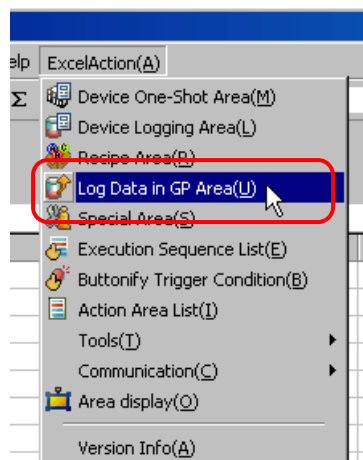 elp ExcelAction(A)
Σ
Device One-Shot Area(M)
Device Logging Area(L)
Recipe Area(R)
Log Data in GP Area(U)
Special Area(S)
Execution Sequence List(E)
Buttonify Trigger Condition(B)
Action Area List(I)
Tools(T)
Communication(C)
Area display(O)
Version Info(A)